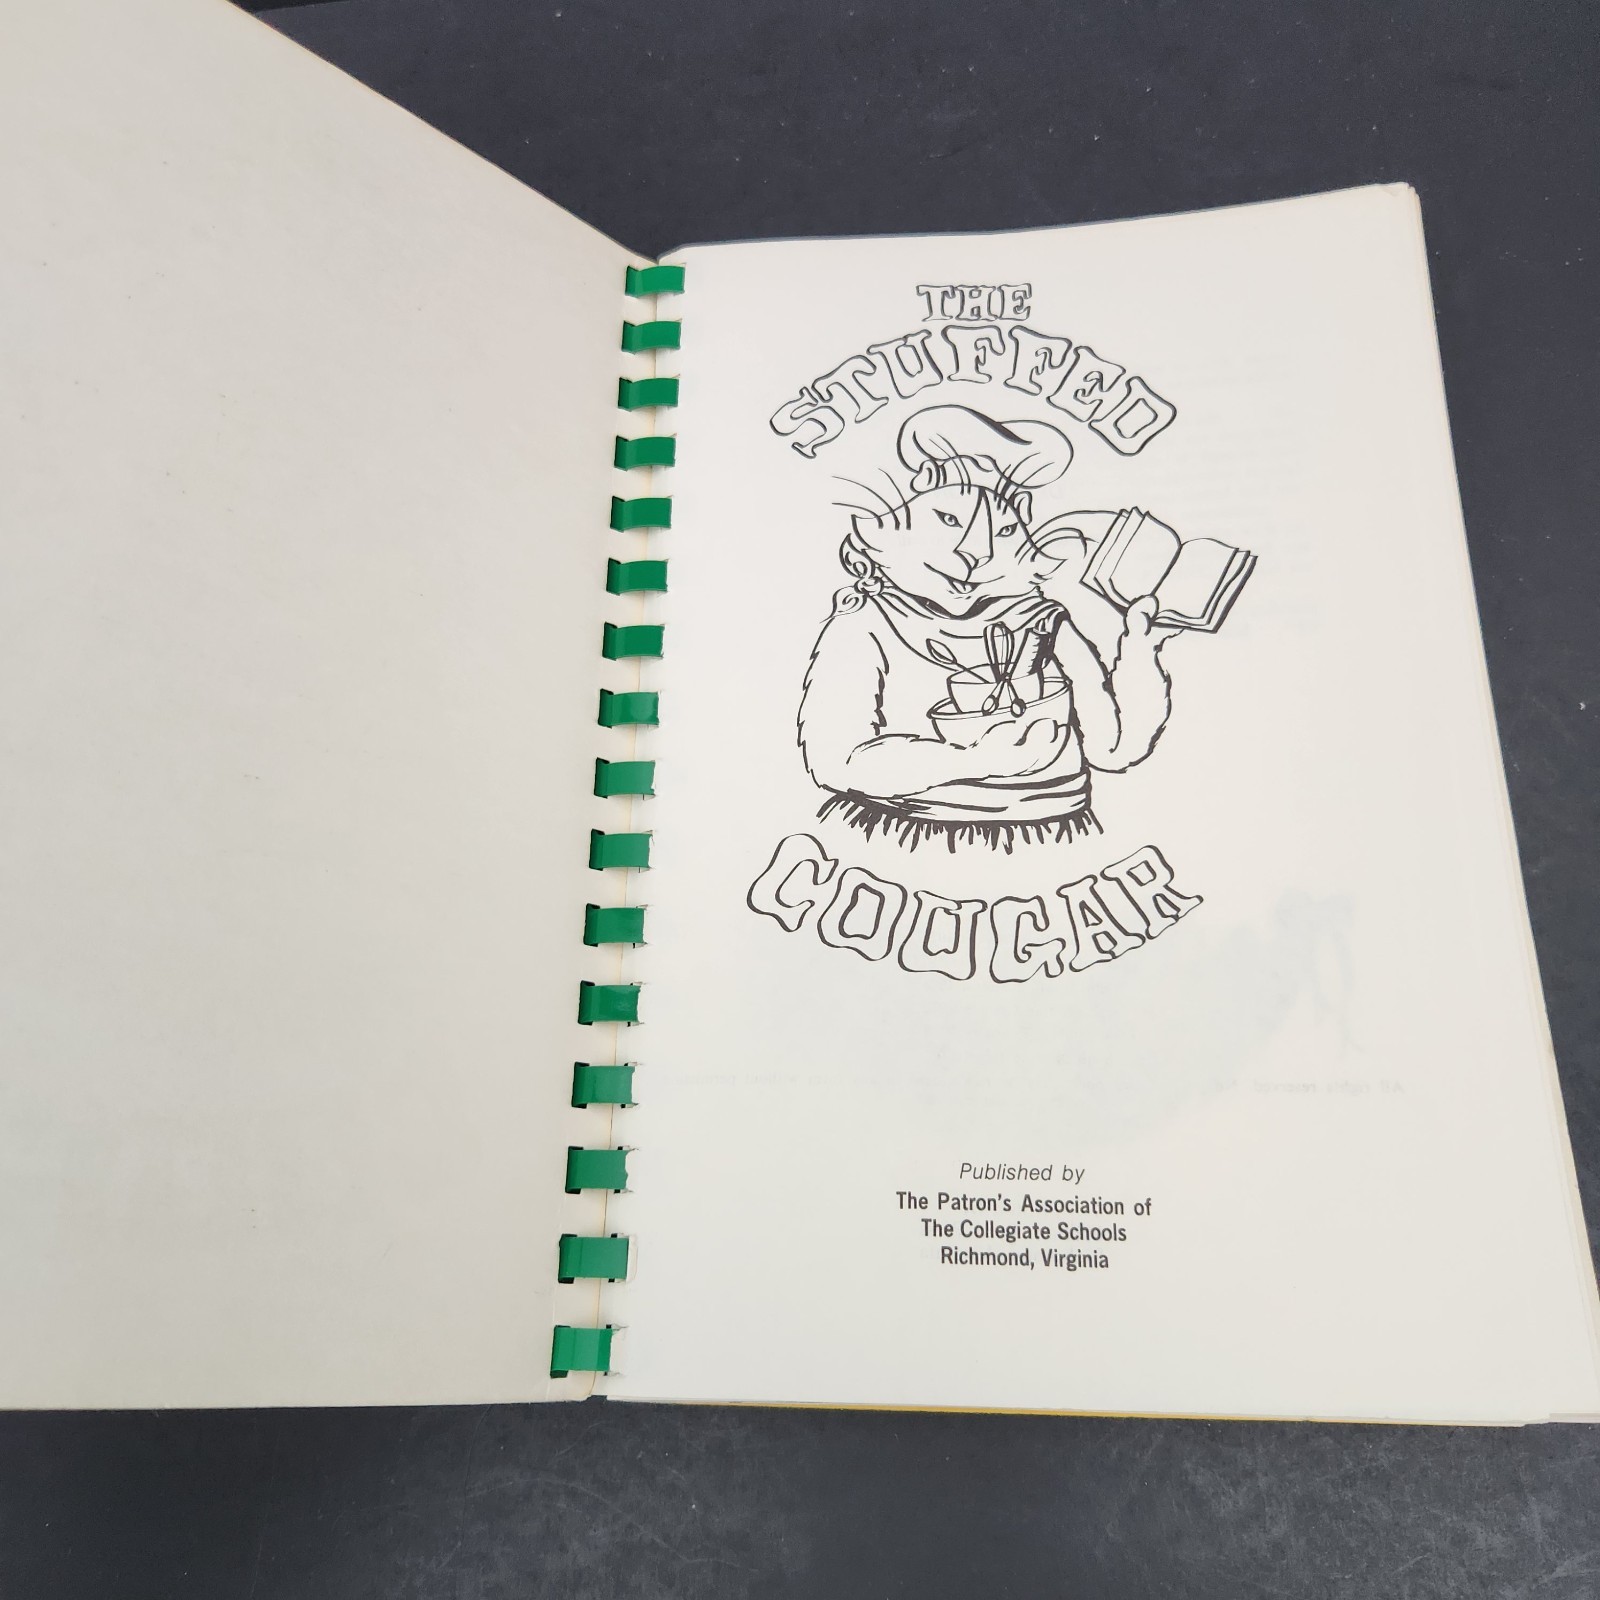 THE
STUFFED
COUGAR
Published by
The Patron's Association of
The Collegiate Schools
Richmond, Virginia